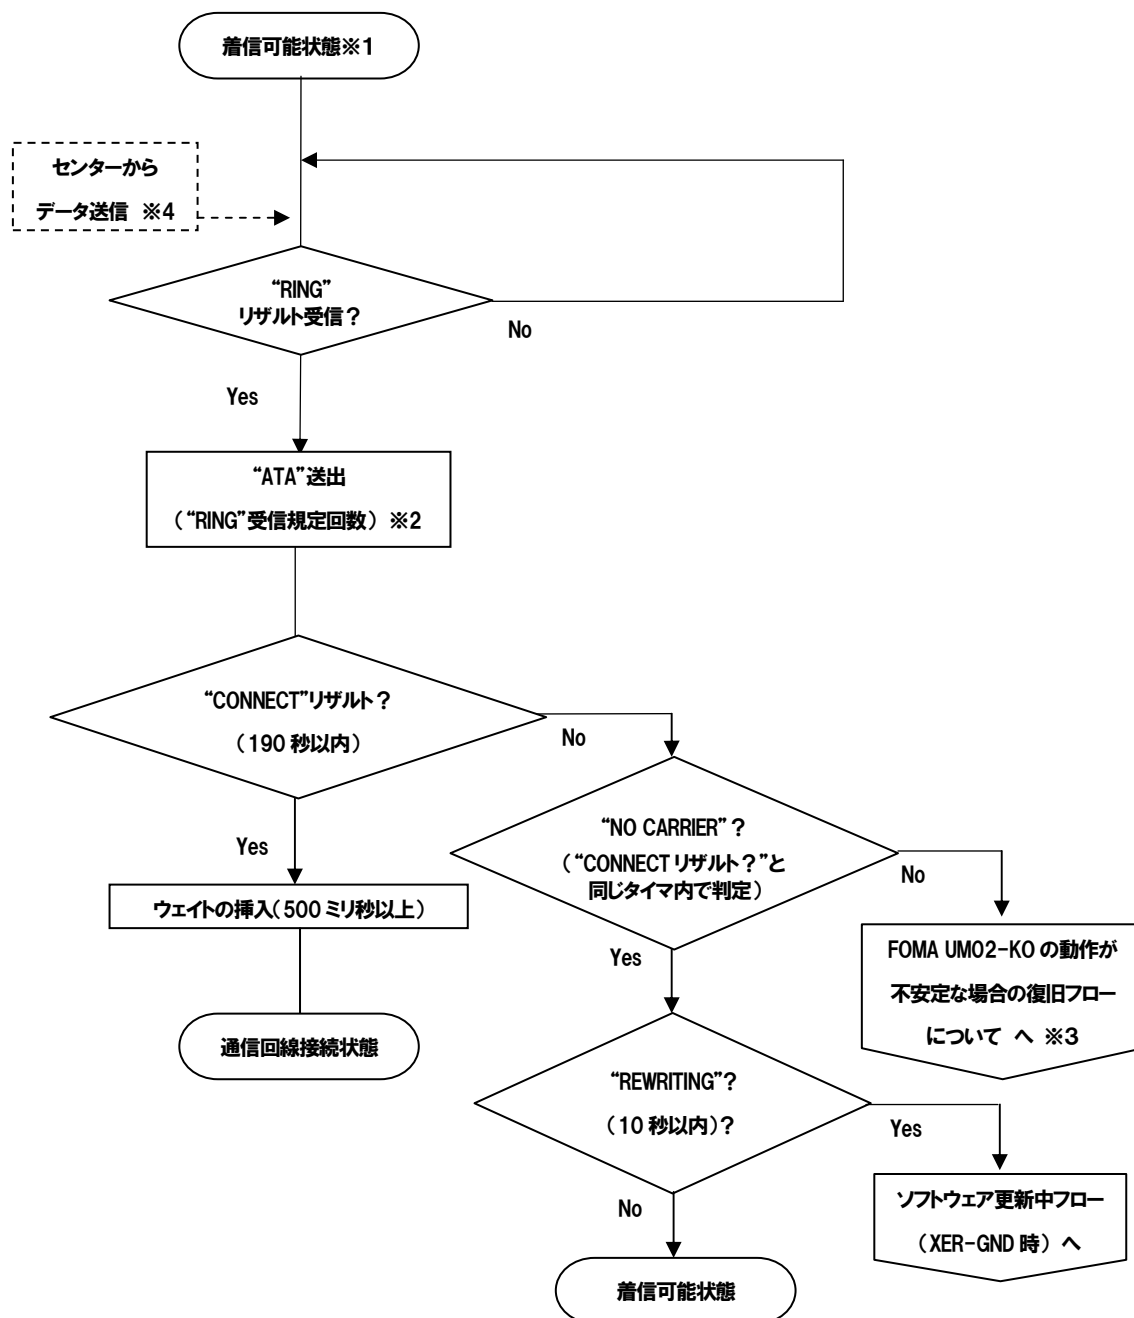 着信可能状態※1
センターから
データ送信 ※4
“RING”
リザルト受信？
No
Yes
“ATA”送出
（“RING”受信規定回数）※2
“CONNECT”リザルト？
（190 秒以内）
No
Yes
“NO CARRIER”？
（“CONNECT リザルト？”と
同じタイマ内で判定）
No
Yes
ウェイトの挿入（500 ミリ秒以上）
FOMA UM02-KO の動作が
不安定な場合の復旧フロー
について へ ※3
通信回線接続状態
“REWRITING”？
（10 秒以内）？
Yes
No
ソフトウェア更新中フロー
（XER-GND 時）へ
着信可能状態